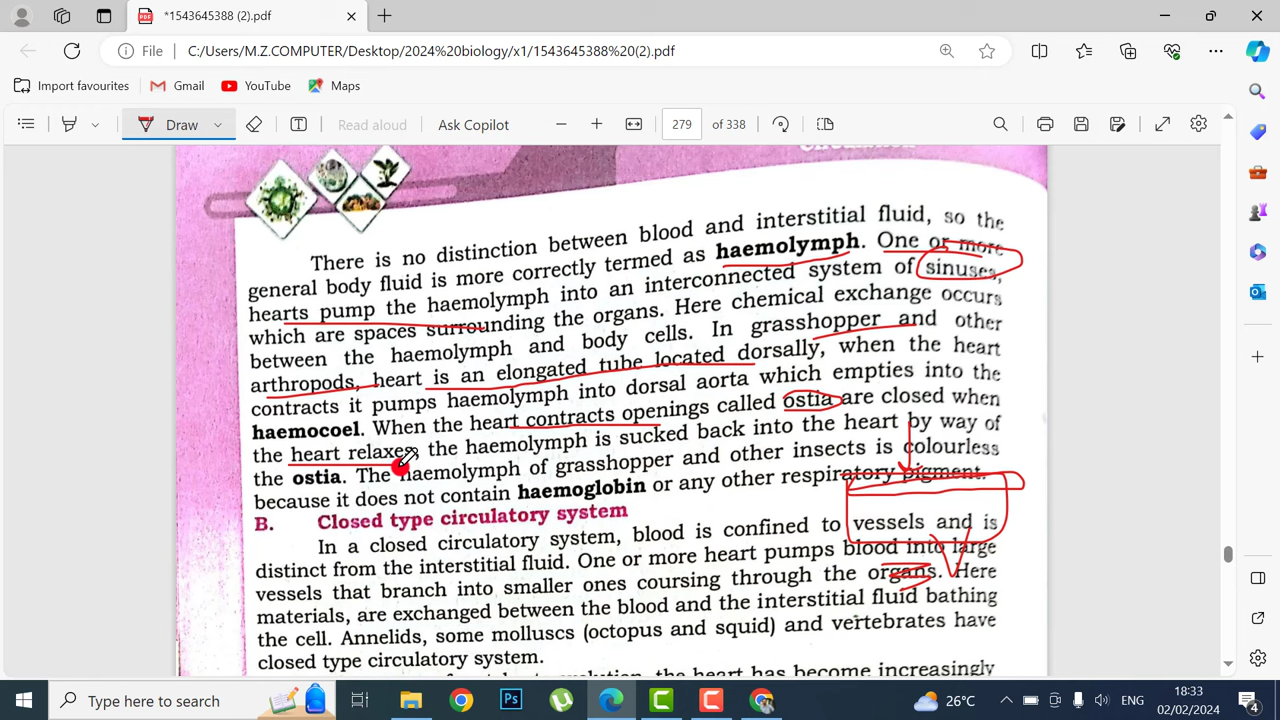 *1543645388 (2).pdf
File
C:/Users/M.Z.COMPUTER/Desktop/2024%20biology/x1/1543645388%20(2).pdf
Import favourites
Gmail
YouTube
Maps
Draw
Read aloud
Ask Copilot
279
of 338
There is no distinction between blood and interstitial fluid, so the
general body fluid is more correctly termed as haemolymph. One or more
hearts pump the haemolymph into an interconnected system of sinuses,
which are spaces surrounding the organs. Here chemical exchange occurs
between the haemolymph and body cells. In grasshopper and other
arthropods, heart is an elongated tube located dorsally, when the heart
contracts it pumps haemolymph into dorsal aorta which empties into the
haemocoel. When the heart contracts openings called ostia are closed when
the heart relaxes the haemolymph is sucked back into the heart by way of
the ostia. The haemolymph of grasshopper and other insects is colourless
because it does not contain haemoglobin or any other respiratory pigment.
B. Closed type circulatory system
In a closed circulatory system, blood is confined to vessels and is
distinct from the interstitial fluid. One or more heart pumps blood into large
vessels that branch into smaller ones coursing through the organs. Here
materials, are exchanged between the blood and the interstitial fluid bathing
the cell. Annelids, some molluscs (octopus and squid) and vertebrates have
closed type circulatory system.
evolution, the heart has become increasingly
Type here to search
26°C
ENG
18:33
02/02/2024
4